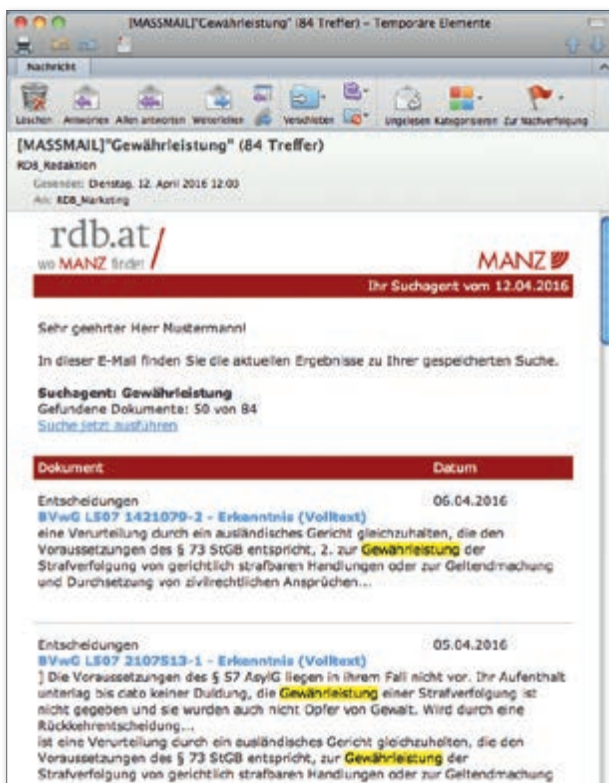 [MASSMAIL]"Gewährleistung" (84 Treffer) – Temporäre Elemente
Nachricht
Löschen Antworten Allen antworten Weiterleiten Verschieben Ungelesen Kategorisieren Zur Nachverfolgung
[MASSMAIL]"Gewährleistung" (84 Treffer)
RDB_Redaktion
Gesendet: Dienstag, 12. April 2016 12:00
An: RDB_Marketing
rdb.at/
wo MANZ findet
MANZ
Ihr Suchagent vom 12.04.2016
Sehr geehrter Herr Mustermann!
In dieser E-Mail finden Sie die aktuellen Ergebnisse zu Ihrer gespeicherten Suche.
Suchagent: Gewährleistung
Gefundene Dokumente: 50 von 84
Suche jetzt ausführen
Dokument Datum
Entscheidungen 06.04.2016
BVwG L507 1421079-2 - Erkenntnis (Volltext)
eine Verurteilung durch ein ausländisches Gericht gleichzuhalten, die den
Voraussetzungen des § 73 StGB entspricht, 2. zur Gewährleistung der
Strafverfolgung von gerichtlich strafbaren Handlungen oder zur Geltendmachung
und Durchsetzung von zivilrechtlichen Ansprüchen...
Entscheidungen 05.04.2016
BVwG L507 2107513-1 - Erkenntnis (Volltext)
] Die Voraussetzungen des § 57 AsylG liegen in ihrem Fall nicht vor. Ihr Aufenthalt
unterlag bis dato keiner Duldung, die Gewährleistung einer Strafverfolgung ist
nicht gegeben und sie wurden auch nicht Opfer von Gewalt. Wird durch eine
Rückkehrentscheidung...
ist eine Verurteilung durch ein ausländisches Gericht gleichzuhalten, die den
Voraussetzungen des § 73 StGB entspricht, zur Gewährleistung der
Strafverfolgung von gerichtlich strafbaren Handlungen oder zur Geltendmachung